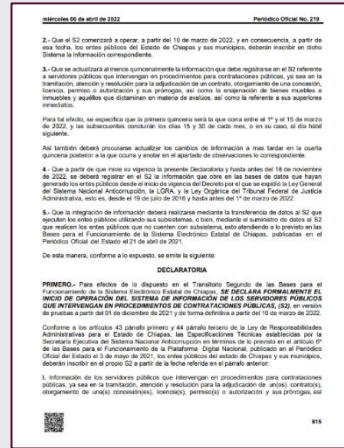 miércoles 06 de abril de 2022 Periódico Oficial No. 219
2.- Que el S2 comenzará a operar, a partir del 10 de marzo de 2022, y en consecuencia, a partir de
esa fecha, los entes públicos del Estado de Chiapas y sus municipios, deberán inscribir en dicho
Sistema la información correspondiente.
3.- Que se actualizará al menos quincenalmente la información que debe registrarse en el S2 referente
a servidores públicos que intervengan en procedimientos para contrataciones públicas, ya sea en la
tramitación, atención y resolución para la adjudicación de un contrato, otorgamiento de una concesión,
licencia, permiso o autorización y sus prórrogas, así como la enajenación de bienes muebles e
inmuebles y aquéllos que dictaminan en materia de avalúos, así como la referente a sus superiores
inmediatos.
Para tal efecto, se especifica que la primera quincena será la que corra entre el 1º y el 15 de marzo
de 2022, y las subsecuentes concluirán los días 15 y 30 de cada mes, o en su caso, al día hábil
siguiente.
Así también deberá procurarse actualizar los cambios de información a mas tardar en la cuarta
quincena posterior a la que ocurra y anotar en el apartado de observaciones lo correspondiente.
4.- Que a partir de que inicie su vigencia la presente Declaratoria y hasta antes del 18 de noviembre
de 2022, se deberá registrar en el S2 la información que obre en las bases de datos que hayan
generado los entes públicos desde el inicio de vigencia del Decreto por el que se expidió la Ley General
del Sistema Nacional Anticorrupción, la LGRA, y la Ley Orgánica del Tribunal Federal de Justicia
Administrativa, esto es, desde el 19 de julio de 2016 y hasta antes del 1º de marzo de 2022.
5.- Que la integración de información deberá realizarse mediante la transferencia de datos al S2 que
ejecuten los entes públicos utilizando sus subsistemas, o bien, mediante el suministro de datos al S2
que realicen los entes públicos que no cuenten con subsistema, esto atendiendo a lo previsto en las
Bases para el Funcionamiento de la Sistema Electrónico Estatal de Chiapas, publicadas en el
Periódico Oficial del Estado el 21 de abril de 2021.
De esta manera, conforme a lo expuesto, se emite la siguiente:
DECLARATORIA
PRIMERO.- Para efectos de lo dispuesto en el Transitorio Segundo de las Bases para el
Funcionamiento de la Sistema Electrónico Estatal de Chiapas, SE DECLARA FORMALMENTE EL
INICIO DE OPERACIÓN DEL SISTEMA DE INFORMACIÓN DE LOS SERVIDORES PÚBLICOS
QUE INTERVENGAN EN PROCEDIMIENTOS DE CONTRATACIONES PÚBLICAS, (S2), en versión
de pruebas a partir del 01 de diciembre de 2021 y de forma definitiva a partir del 10 de marzo de 2022.
Conforme a los artículos 43 párrafo primero y 44 párrafo tercero de la Ley de Responsabilidades
Administrativas para el Estado de Chiapas, las Especificaciones Técnicas establecidas por la
Secretaría Ejecutiva del Sistema Nacional Anticorrupción en términos de lo previsto en el artículo 6º
de las Bases para el Funcionamiento de la Plataforma Digital Nacional, publicado en el Periódico
Oficial del Estado el 3 de mayo de 2021, los entes públicos del estado de Chiapas y sus municipios,
deberán inscribir en el propio S2 a partir de la fecha referida en el párrafo anterior:
I. Información de los servidores públicos que intervengan en procedimientos para contrataciones
públicas, ya sea en la tramitación, atención y resolución para la adjudicación de un(os) contrato(s),
otorgamiento de una(s) concesión(es), licencia(s), permiso(s) o autorización y sus prórrogas, así
915